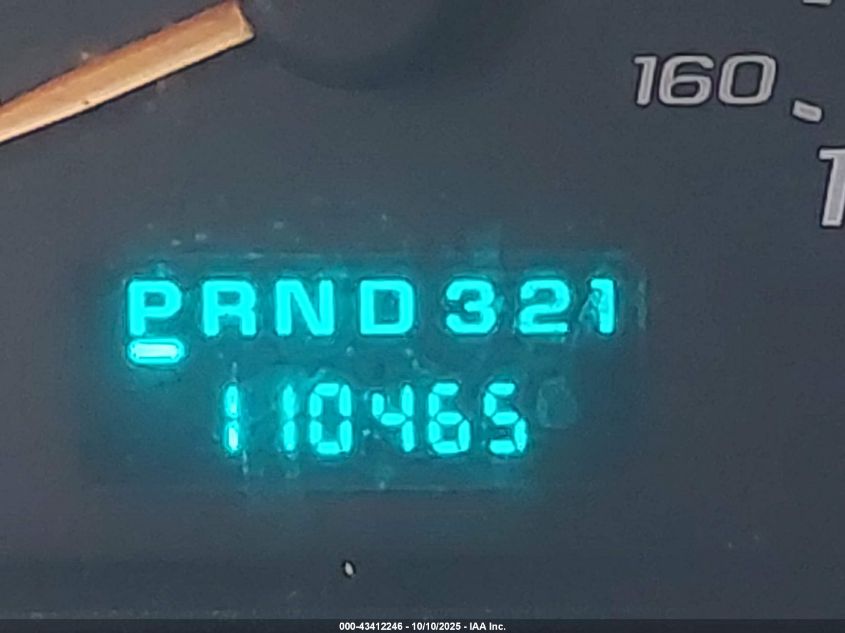 160
PRND321
110465
000-43412246 - 10/10/2025 - IAA Inc.